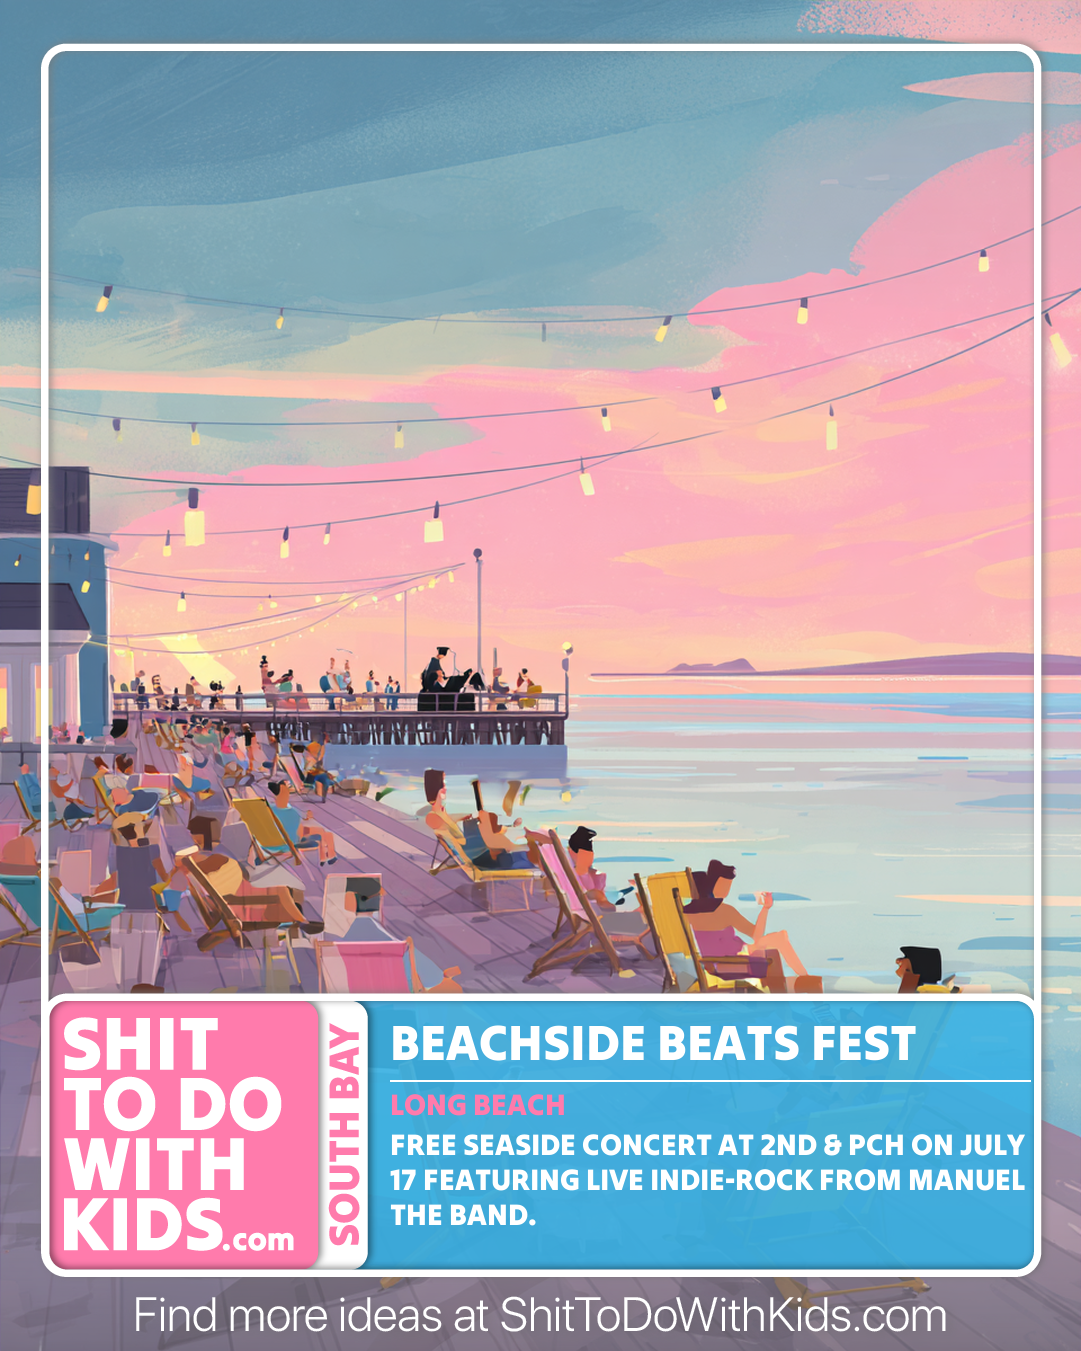 SHIT
TO DO
WITH
KIDS.com
SOUTH BAY
BEACHSIDE BEATS FEST
LONG BEACH
FREE SEASIDE CONCERT AT 2ND & PCH ON JULY
17 FEATURING LIVE INDIE-ROCK FROM MANUEL
THE BAND.
Find more ideas at ShitToDoWithKids.com